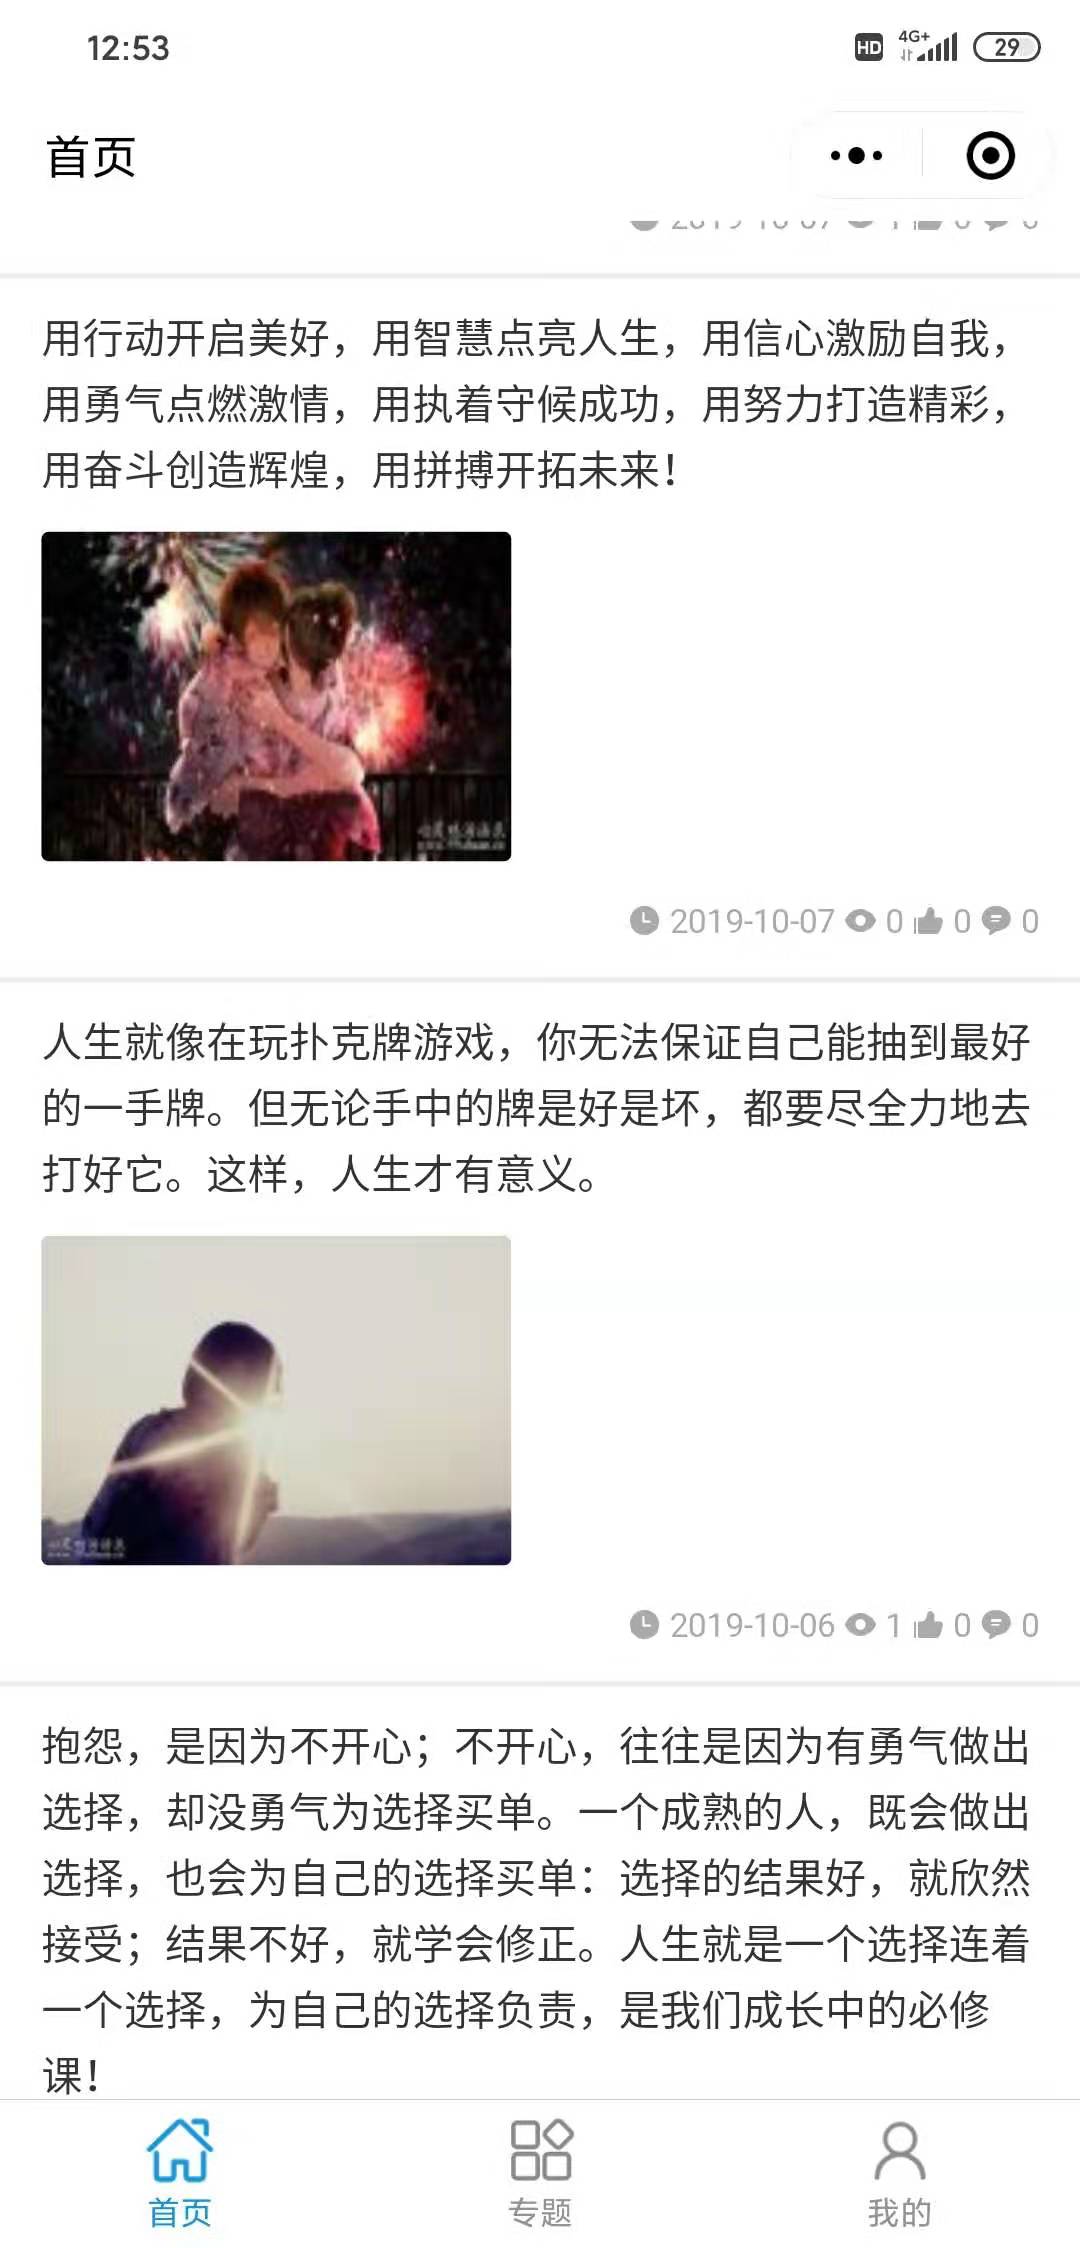 12:53
HD 4G+ 29
首页
2019-10-07 1 0 0
用行动开启美好，用智慧点亮人生，用信心激励自我，
用勇气点燃激情，用执着守候成功，用努力打造精彩，
用奋斗创造辉煌，用拼搏开拓未来！
2019-10-07 0 0 0
人生就像在玩扑克牌游戏，你无法保证自己能抽到最好
的一手牌。但无论手中的牌是好是坏，都要尽全力地去
打好它。这样，人生才有意义。
2019-10-06 1 0 0
抱怨，是因为不开心；不开心，往往是因为有勇气做出
选择，却没勇气为选择买单。一个成熟的人，既会做出
选择，也会为自己的选择买单：选择的结果好，就欣然
接受；结果不好，就学会修正。人生就是一个选择连着
一个选择，为自己的选择负责，是我们成长中的必修
课！
首页
专题
我的